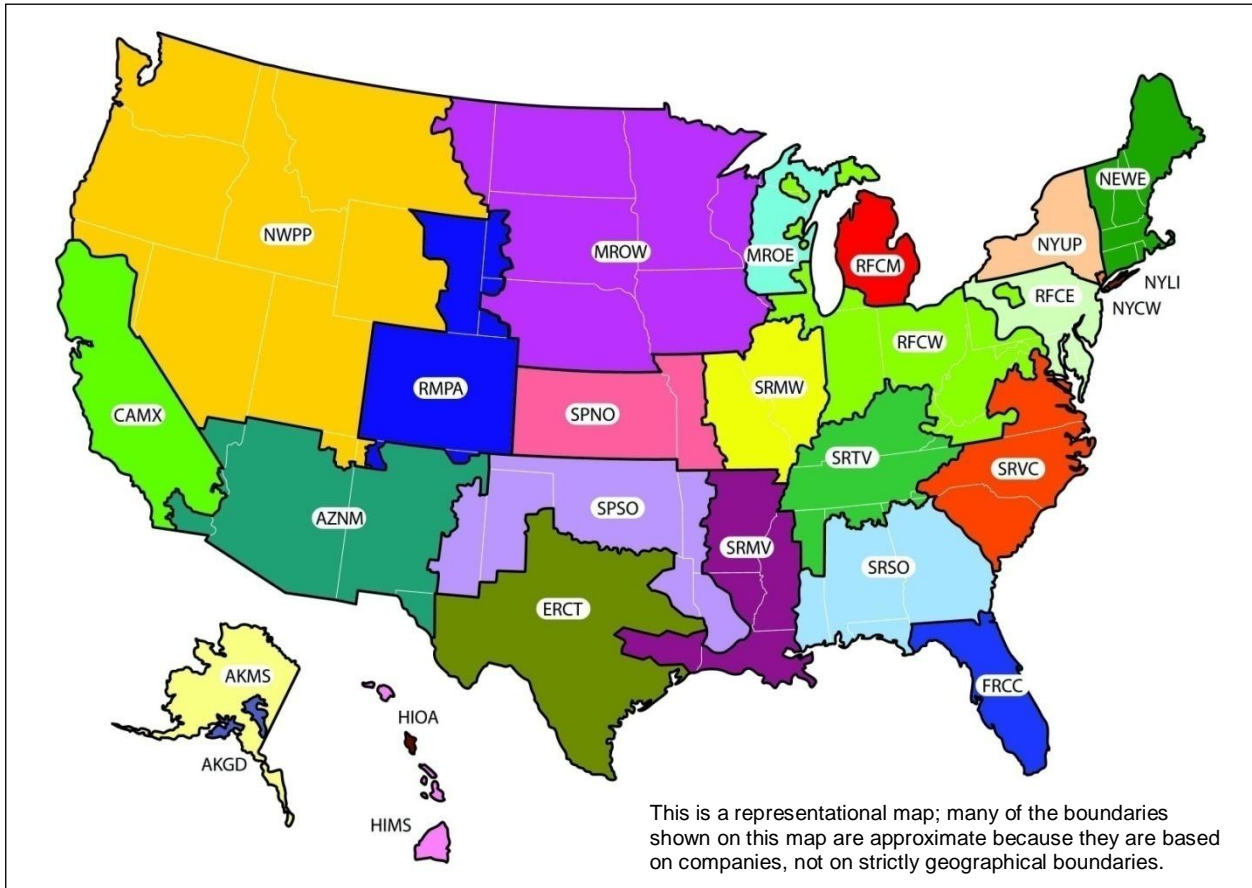 NEWE
NWPP
NYUP
MROW
MROE
RFCM
NYLI
RFCE
NYCW
RFCW
RMPA
SRMW
CAMX
SPNO
SRTV
SRVC
SPSO
AZNM
SRMV
SRSO
ERCT
AKMS
FRCC
HIOA
AKGD
HIMS
This is a representational map; many of the boundaries
shown on this map are approximate because they are based
on companies, not on strictly geographical boundaries.